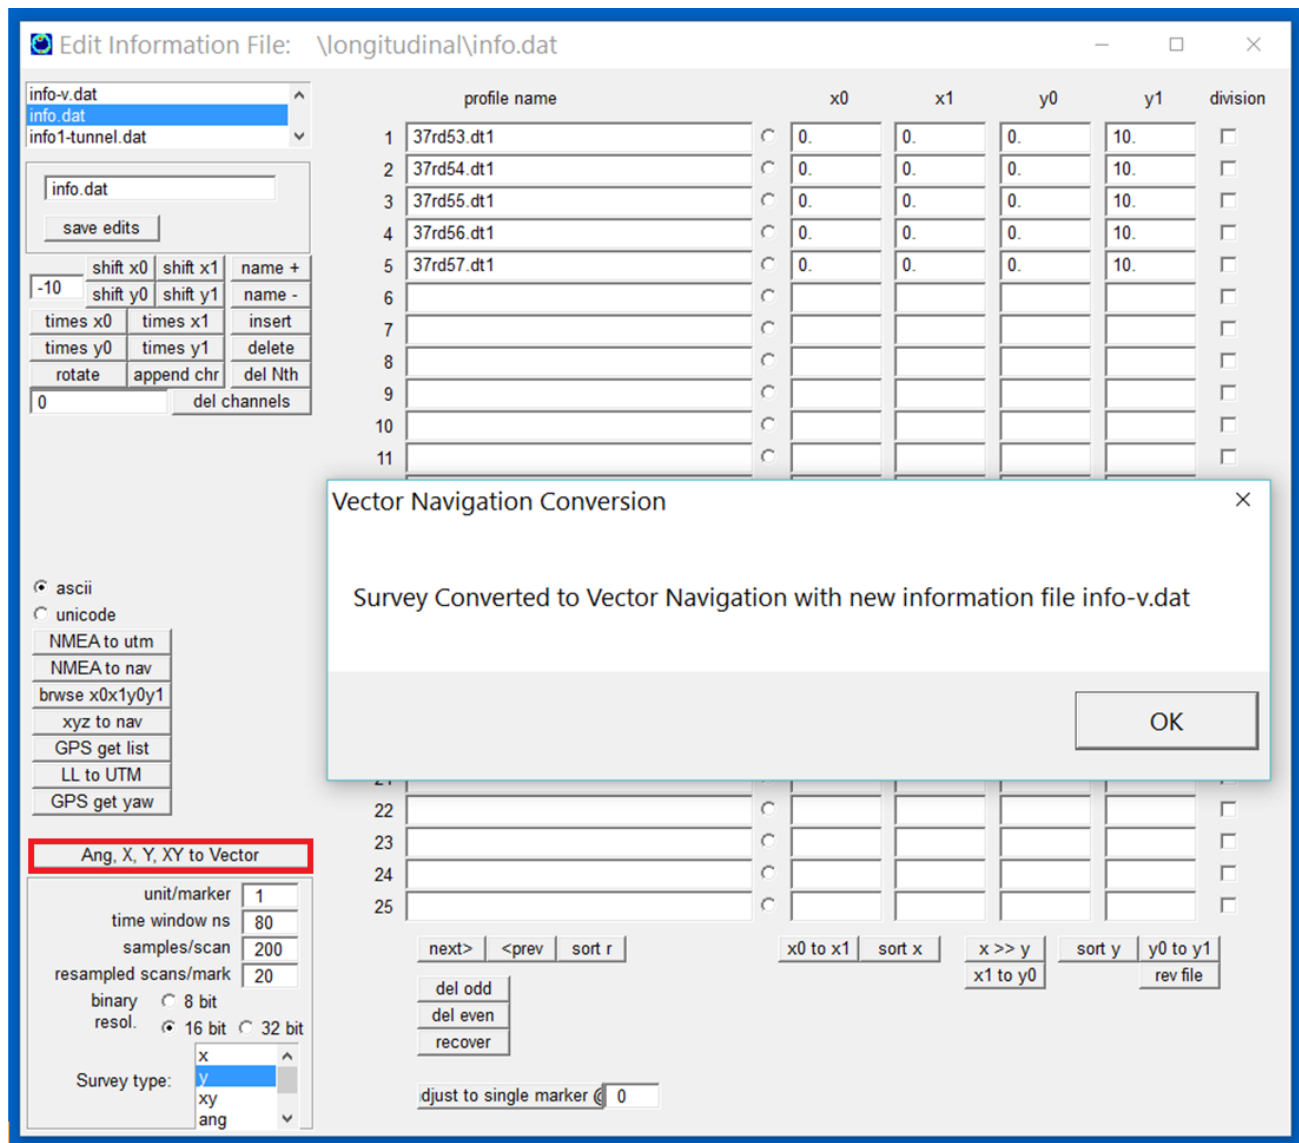 Edit Information File: \longitudinal\info.dat
info-v.dat
info.dat
info1-tunnel.dat
info.dat
save edits
shift x0 shift x1 name +
-10
shift y0 shift y1 name -
times x0 times x1 insert
times y0 times y1 delete
rotate append chr del Nth
0 del channels
profile name x0 x1 y0 y1 division
1 37rd53.dt1 0. 0. 0. 10.
2 37rd54.dt1 0. 0. 0. 10.
3 37rd55.dt1 0. 0. 0. 10.
4 37rd56.dt1 0. 0. 0. 10.
5 37rd57.dt1 0. 0. 0. 10.
6
7
8
9
10
11
Vector Navigation Conversion
Survey Converted to Vector Navigation with new information file info-v.dat
OK
ascii
unicode
NMEA to utm
NMEA to nav
brwse x0x1y0y1
xyz to nav
GPS get list
LL to UTM
GPS get yaw
Ang, X, Y, XY to Vector
unit/marker 1
time window ns 80
samples/scan 200
resampled scans/mark 20
binary 8 bit
resol. 16 bit 32 bit
Survey type:
x
y
xy
ang
22
23
24
25
next> <prev sort r x0 to x1 sort x x >> y sort y y0 to y1
x1 to y0 rev file
del odd
del even
recover
djust to single marker @ 0